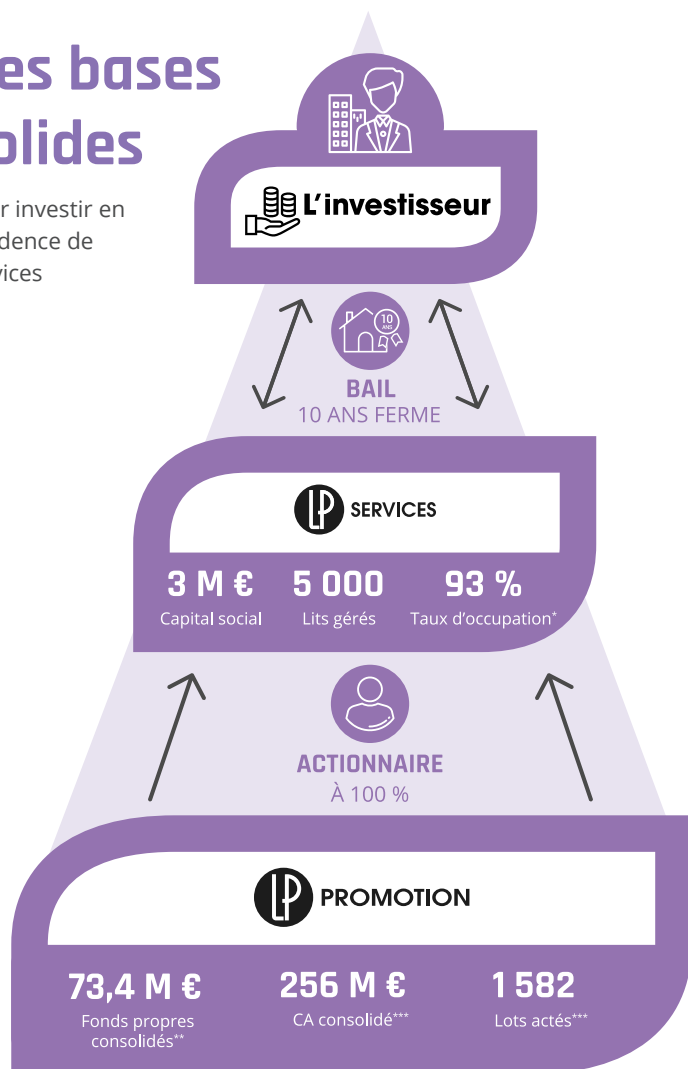 es bases
olides
r investir en
dence de
vices
L'investisseur
10
ANS
BAIL
10 ANS FERME
LP SERVICES
3 M € 5 000 93 %
Capital social Lits gérés Taux d'occupation*
ACTIONNAIRE
À 100 %
LP PROMOTION
73,4 M € 256 M € 1 582
Fonds propres CA consolidé*** Lots actés***
consolidés**